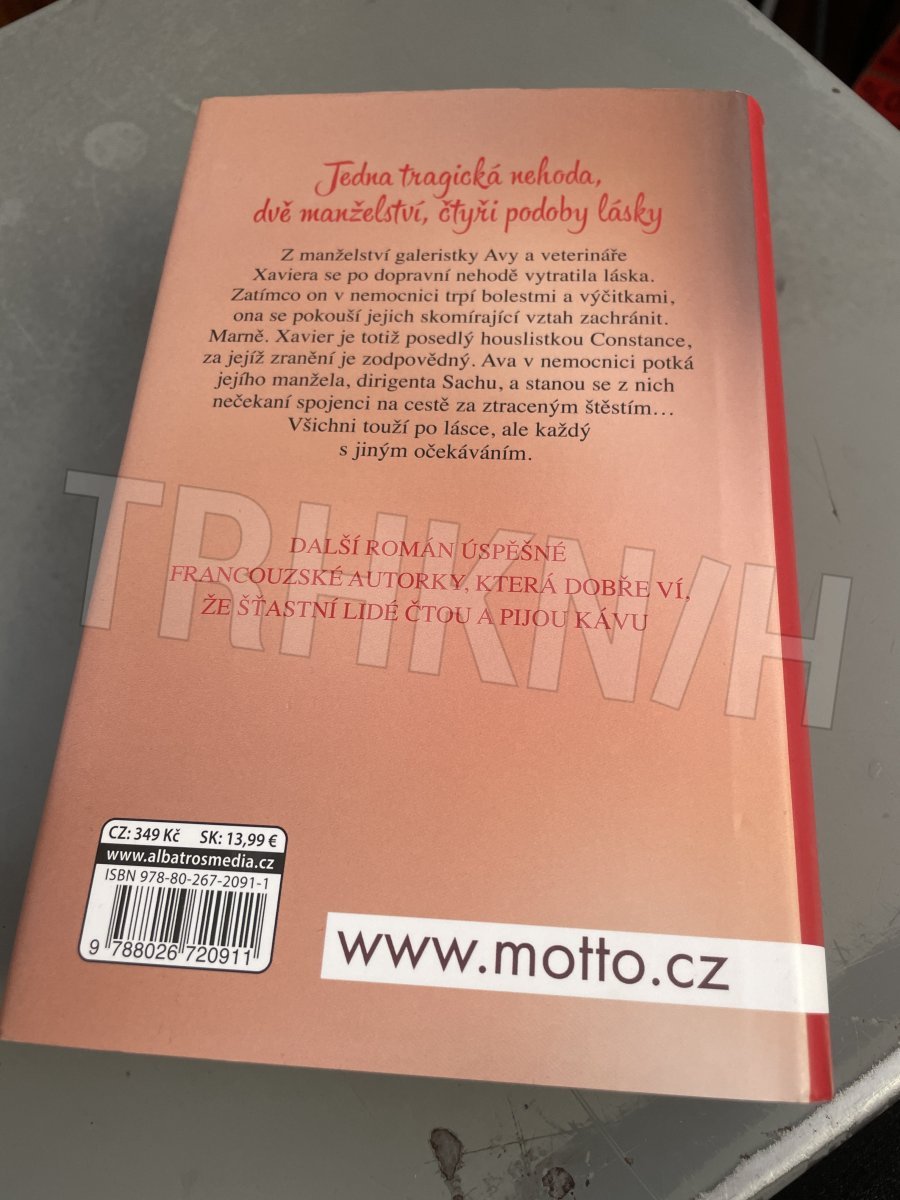 Jedna tragická nehoda,
dvě manželství, čtyři podoby lásky
Z manželství galeristky Avy a veterináře
Xaviera se po dopravní nehodě vytratila láska.
Zatímco on v nemocnici trpí bolestmi a výčitkami,
ona se pokouší jejich skomírající vztah zachránit.
Marně. Xavier je totiž posedlý houslistkou Constance,
za jejíž zranění je zodpovědný. Ava v nemocnici potká
jejího manžela, dirigenta Sachu, a stanou se z nich
nečekaní spojenci na cestě za ztraceným štěstím…
Všichni touží po lásce, ale každý
s jiným očekáváním.
TRHKN/H
DALŠÍ ROMÁN ÚSPĚŠNÉ
FRANCOUZSKÉ AUTORKY, KTERÁ DOBŘE VÍ,
ŽE ŠŤASTNÍ LIDÉ ČTOU A PIJOU KÁVU
CZ: 349 Kč SK: 13,99 €
www.albatrosmedia.cz
ISBN 978-80-267-2091-1
9 788026 720911
www.motto.cz